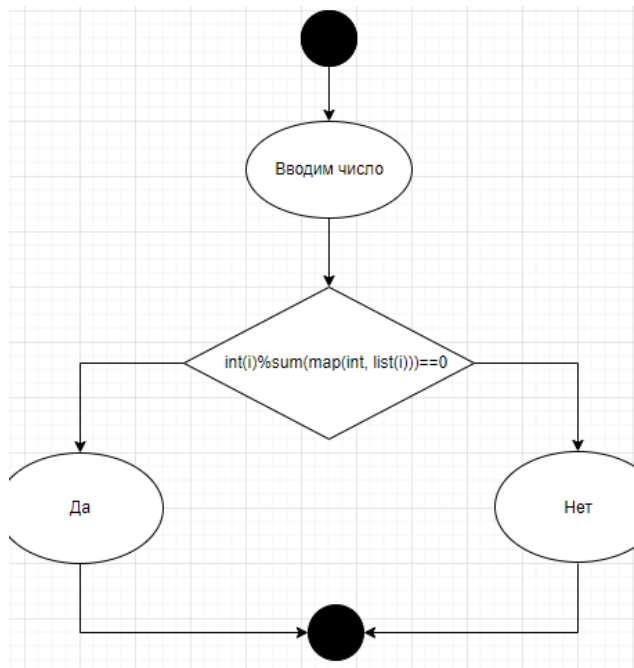 Вводим число
int(i)%sum(map(int, list(i)))==0
Да
Нет